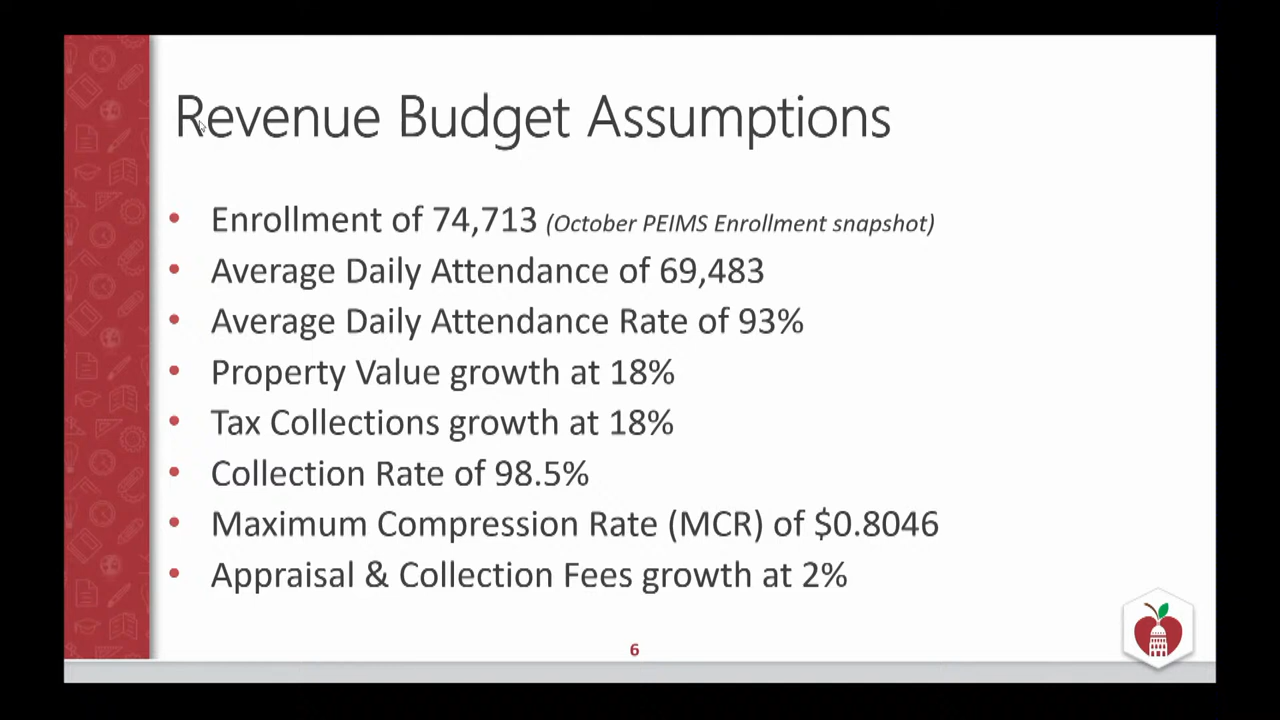 Revenue Budget Assumptions
• Enrollment of 74,713 (October PEIMS Enrollment snapshot)
• Average Daily Attendance of 69,483
• Average Daily Attendance Rate of 93%
• Property Value growth at 18%
• Tax Collections growth at 18%
• Collection Rate of 98.5%
• Maximum Compression Rate (MCR) of $0.8046
• Appraisal & Collection Fees growth at 2%
6